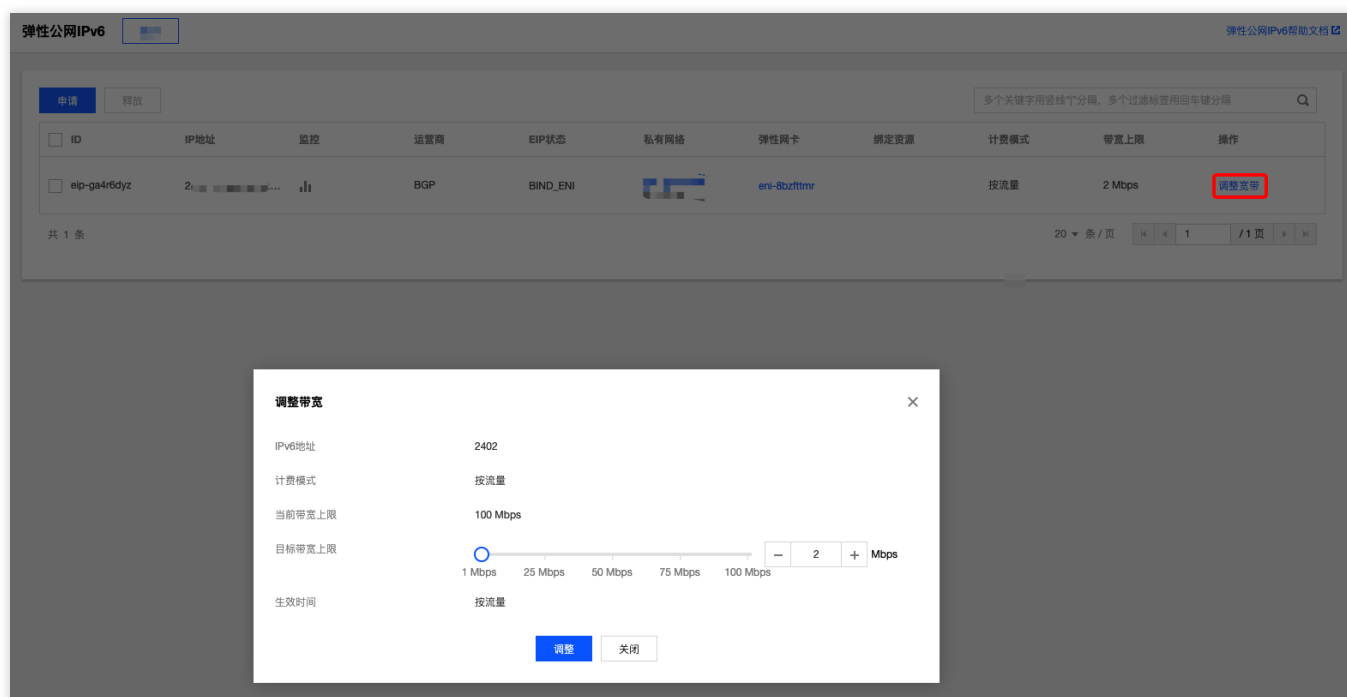 弹性公网IPv6
弹性公网IPv6帮助文档
申请 释放 多个关键字用竖线"|"分隔，多个过滤标签用回车键分隔
ID IP地址 监控 运营商 EIP状态 私有网络 弹性网卡 绑定资源 计费模式 带宽上限 操作
eip-ga4r6dyz BGP BIND_ENI eni-8bzfttmr 按流量 2 Mbps 调整宽带
共 1 条 20 条 / 页 1 / 1 页
调整带宽
IPv6地址 2402
计费模式 按流量
当前带宽上限 100 Mbps
目标带宽上限 2 Mbps
1 Mbps 25 Mbps 50 Mbps 75 Mbps 100 Mbps
生效时间 按流量
调整 关闭